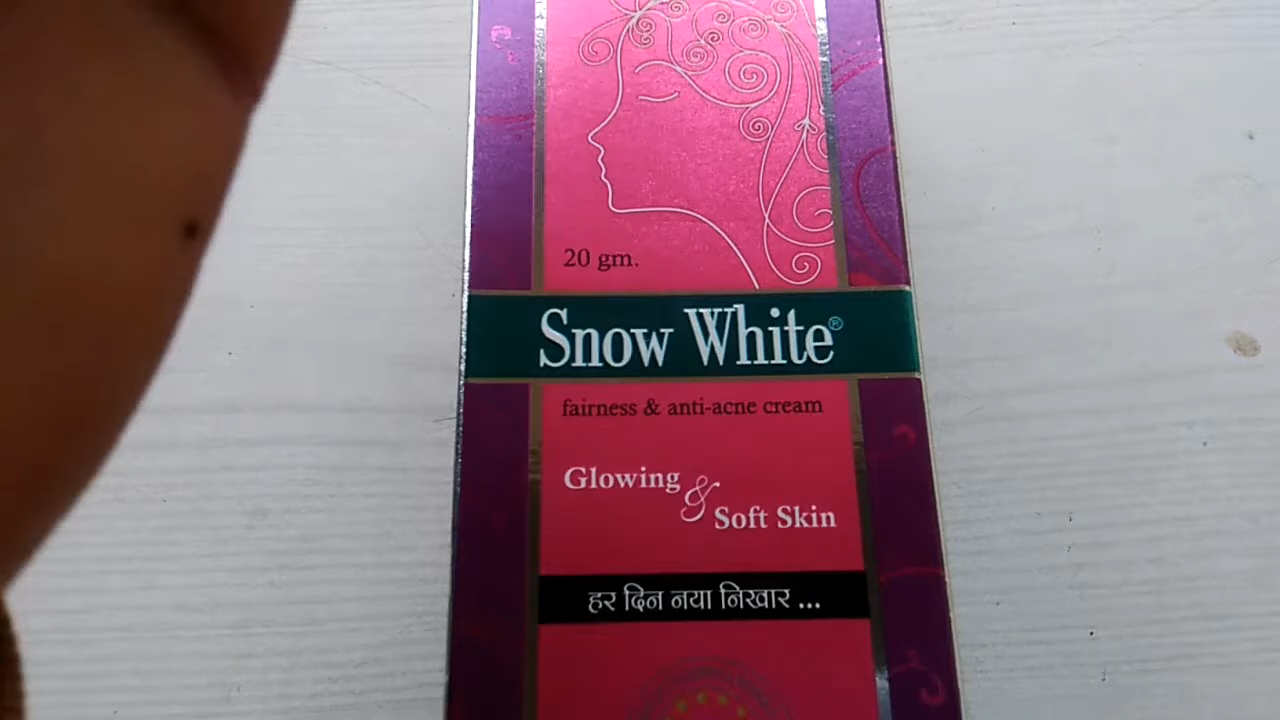 20 gm.
Snow White®
fairness & anti-acne cream
Glowing
&
Soft Skin
हर दिन नया निखार ...